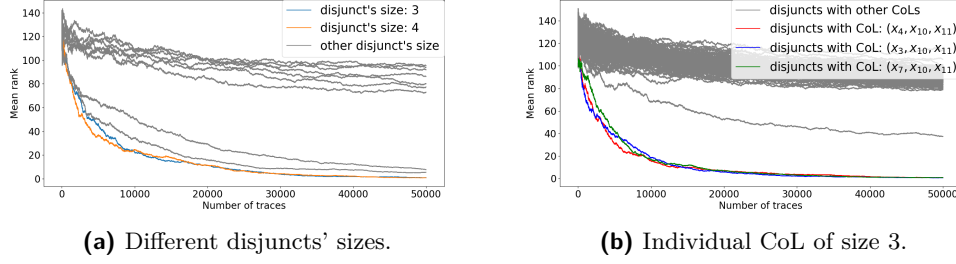 140
120
100
80
60
40
20
0
Mean rank
0 10000 20000 30000 40000 50000
Number of traces
disjunct's size: 3
disjunct's size: 4
other disjunct's size
(a) Different disjuncts' sizes.
140
120
100
80
60
40
20
0
Mean rank
0 10000 20000 30000 40000 50000
Number of traces
disjuncts with other CoLs
disjuncts with CoL: (x₄, x₁₀, x₁₁)
disjuncts with CoL: (x₃, x₁₀, x₁₁)
disjuncts with CoL: (x₇, x₁₀, x₁₁)
(b) Individual CoL of size 3.